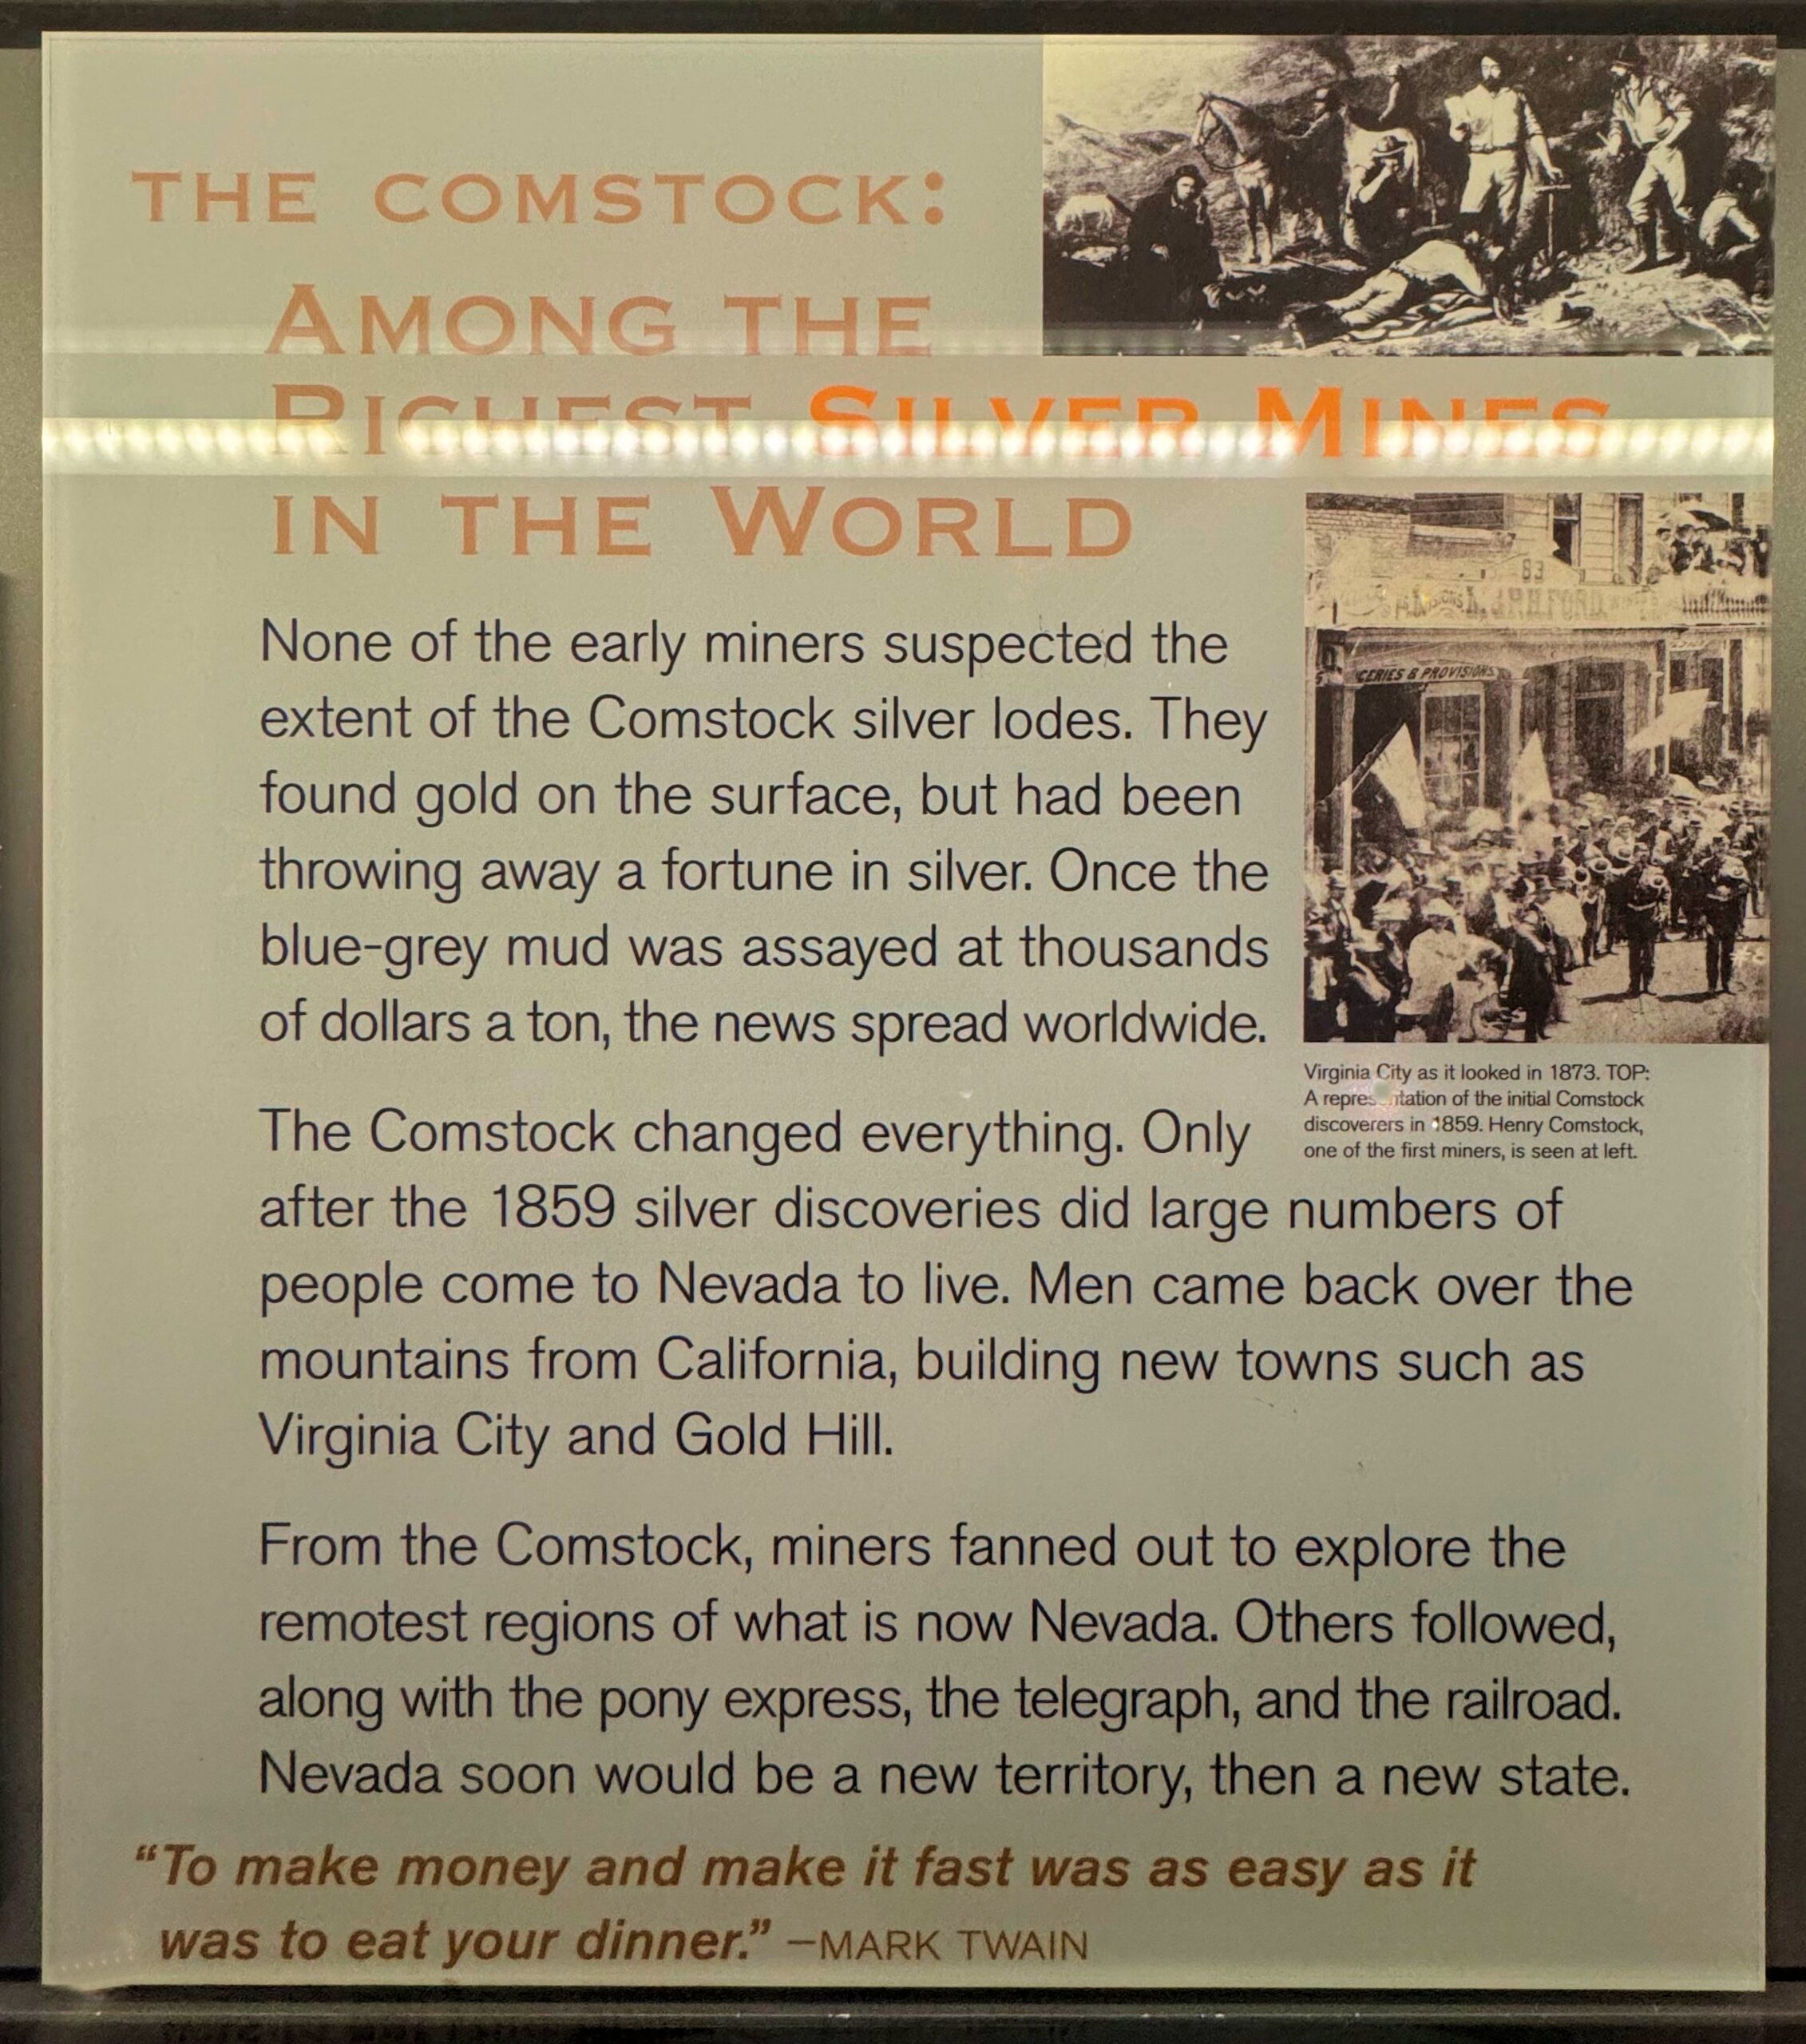 THE COMSTOCK:
AMONG THE
RICHEST SILVER MINES
IN THE WORLD
None of the early miners suspected the
extent of the Comstock silver lodes. They
found gold on the surface, but had been
throwing away a fortune in silver. Once the
blue-grey mud was assayed at thousands
of dollars a ton, the news spread worldwide.
83
CERIES & PROVISIONS
Virginia City as it looked in 1873. TOP:
A representation of the initial Comstock
discoverers in 1859. Henry Comstock,
one of the first miners, is seen at left.
The Comstock changed everything. Only
after the 1859 silver discoveries did large numbers of
people come to Nevada to live. Men came back over the
mountains from California, building new towns such as
Virginia City and Gold Hill.
From the Comstock, miners fanned out to explore the
remotest regions of what is now Nevada. Others followed,
along with the pony express, the telegraph, and the railroad.
Nevada soon would be a new territory, then a new state.
“To make money and make it fast was as easy as it
was to eat your dinner.” –MARK TWAIN